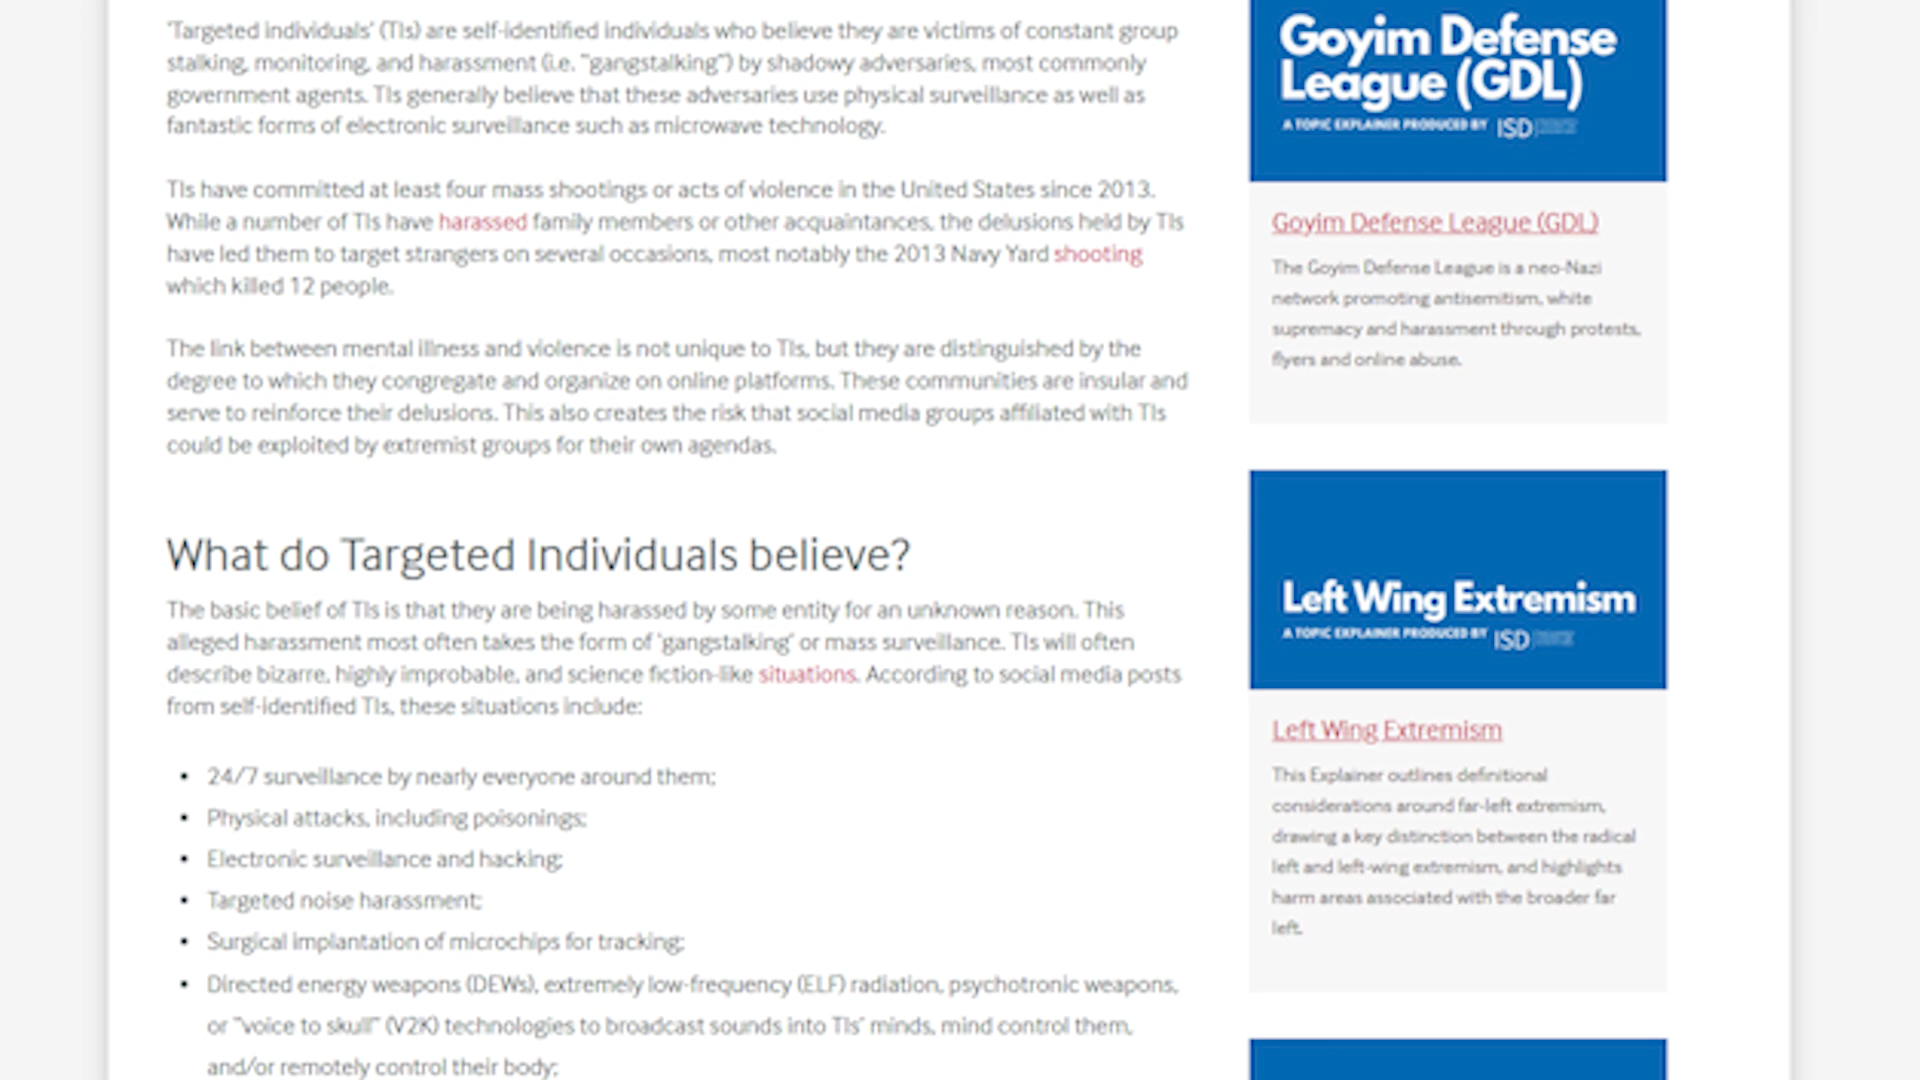 'Targeted individuals' (TIs) are self-identified individuals who believe they are victims of constant group
stalking, monitoring, and harassment (i.e. "gangstalking") by shadowy adversaries, most commonly
government agents. TIs generally believe that these adversaries use physical surveillance as well as
fantastic forms of electronic surveillance such as microwave technology.
TIs have committed at least four mass shootings or acts of violence in the United States since 2013.
While a number of TIs have harassed family members or other acquaintances, the delusions held by TIs
have led them to target strangers on several occasions, most notably the 2013 Navy Yard shooting
which killed 12 people.
The link between mental illness and violence is not unique to TIs, but they are distinguished by the
degree to which they congregate and organize on online platforms. These communities are insular and
serve to reinforce their delusions. This also creates the risk that social media groups affiliated with TIs
could be exploited by extremist groups for their own agendas.
What do Targeted Individuals believe?
The basic belief of TIs is that they are being harassed by some entity for an unknown reason. This
alleged harassment most often takes the form of 'gangstalking' or mass surveillance. TIs will often
describe bizarre, highly improbable, and science fiction-like situations. According to social media posts
from self-identified TIs, these situations include:
• 24/7 surveillance by nearly everyone around them;
• Physical attacks, including poisonings;
• Electronic surveillance and hacking;
• Targeted noise harassment;
• Surgical implantation of microchips for tracking;
• Directed energy weapons (DEWs), extremely low-frequency (ELF) radiation, psychotronic weapons,
or "voice to skull" (V2K) technologies to broadcast sounds into TIs' minds, mind control them,
and/or remotely control their body;
Goyim Defense
League (GDL)
A TOPIC EXPLAINER PRODUCED BY ISD
Goyim Defense League (GDL)
The Goyim Defense League is a neo-Nazi
network promoting antisemitism, white
supremacy and harassment through protests,
flyers and online abuse.
Left Wing Extremism
A TOPIC EXPLAINER PRODUCED BY ISD
Left Wing Extremism
This Explainer outlines definitional
considerations around far-left extremism,
drawing a key distinction between the radical
left and left-wing extremism, and highlights
harm areas associated with the broader far
left.